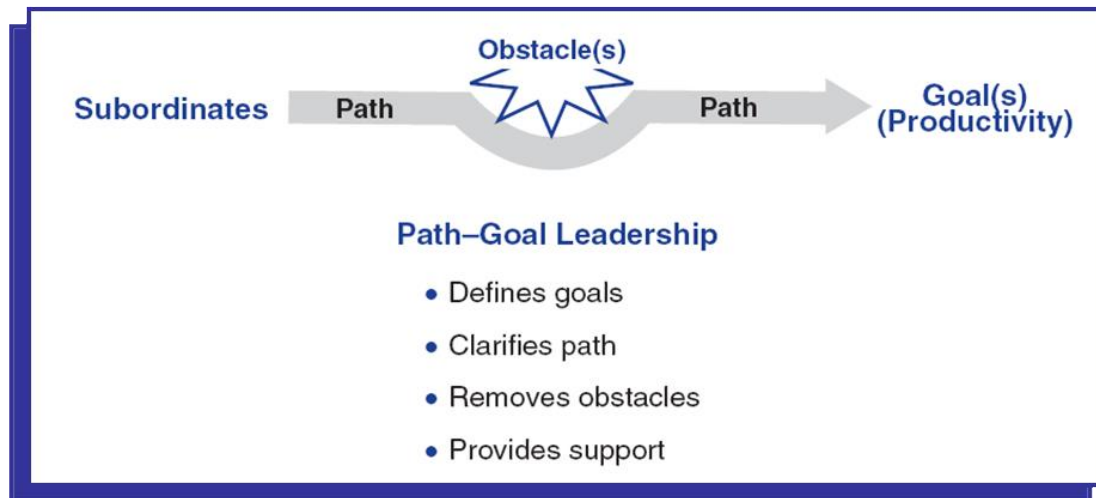 Obstacle(s)
Subordinates Path Path Goal(s)
(Productivity)
Path–Goal Leadership
• Defines goals
• Clarifies path
• Removes obstacles
• Provides support